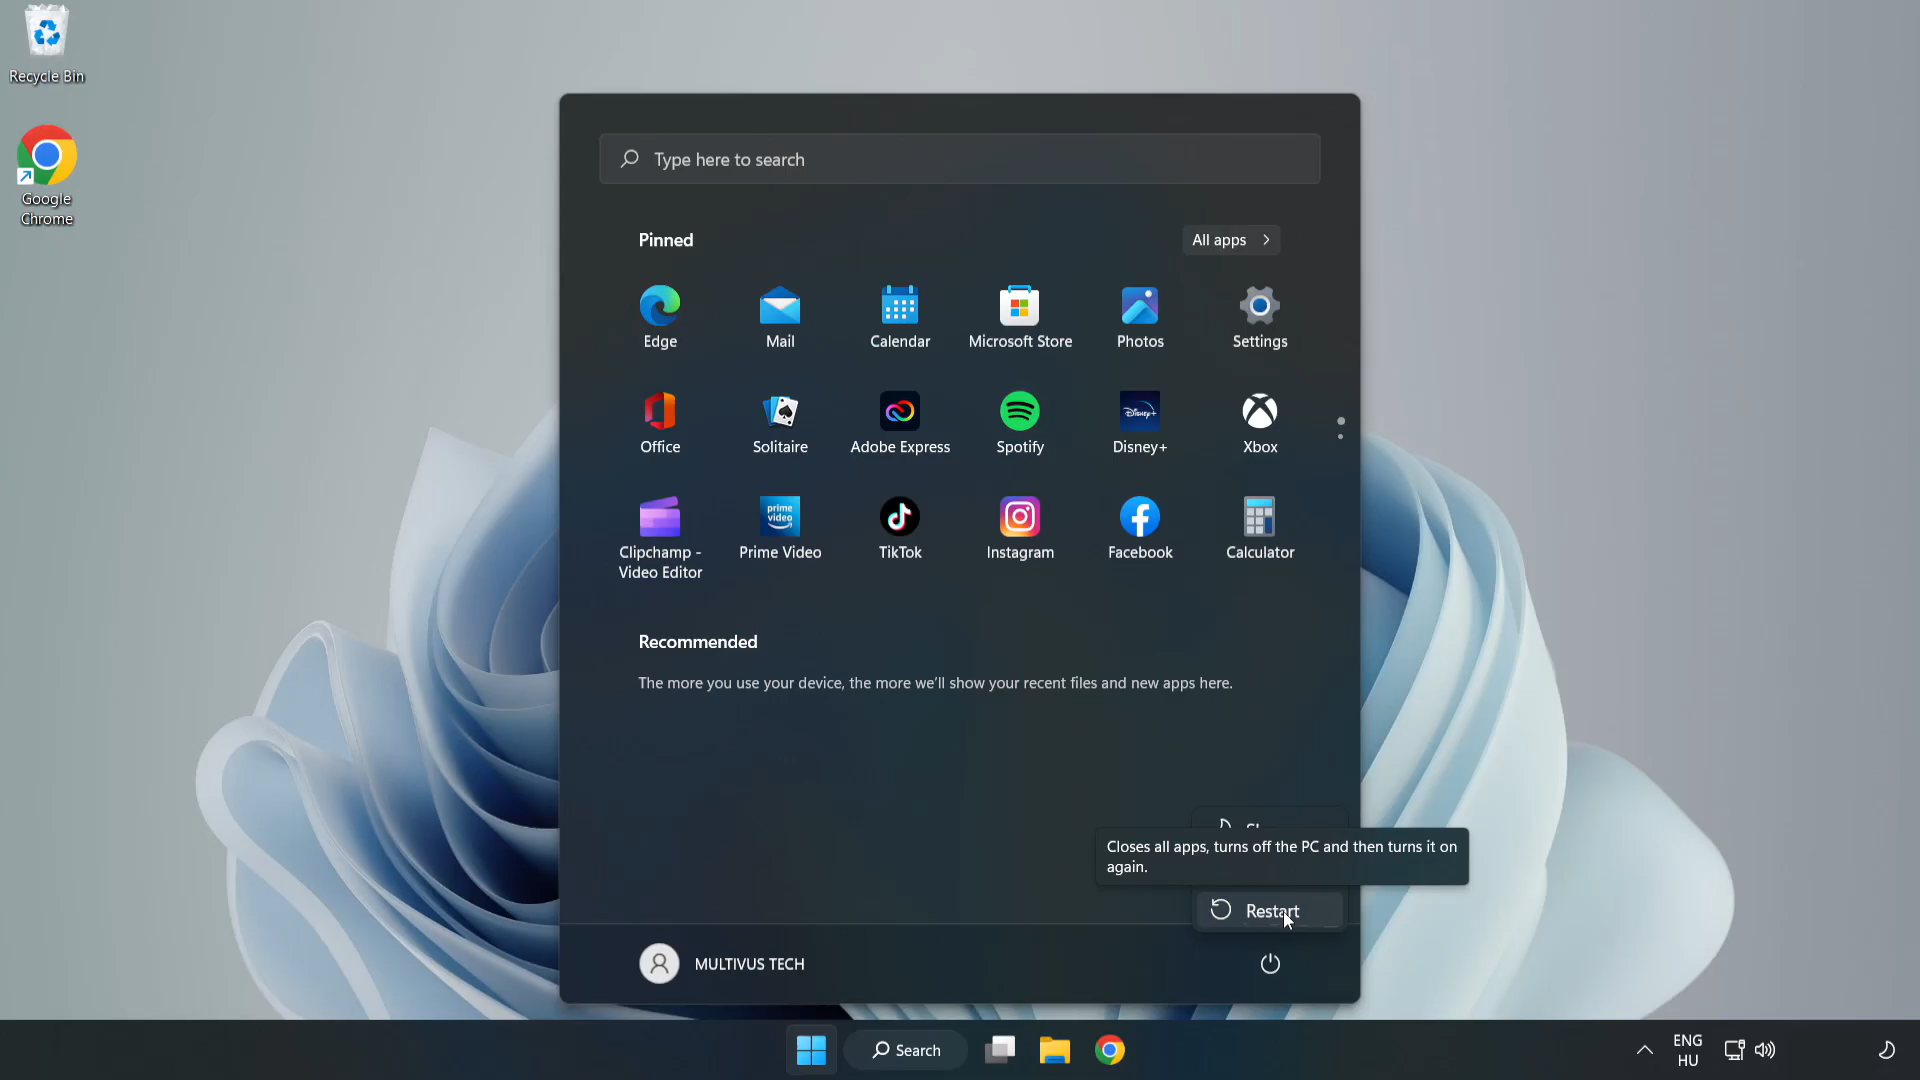 Recycle Bin
Google
Chrome
Type here to search
Pinned
All apps
Edge
Mail
Calendar
Microsoft Store
Photos
Settings
Office
Solitaire
Adobe Express
Spotify
Disney+
Disney+
Xbox
prime
video
Clipchamp -
Video Editor
Prime Video
TikTok
Instagram
Facebook
Calculator
Recommended
The more you use your device, the more we'll show your recent files and new apps here.
Closes all apps, turns off the PC and then turns it on
again.
Restart
MULTIVUS TECH
Search
ENG
HU